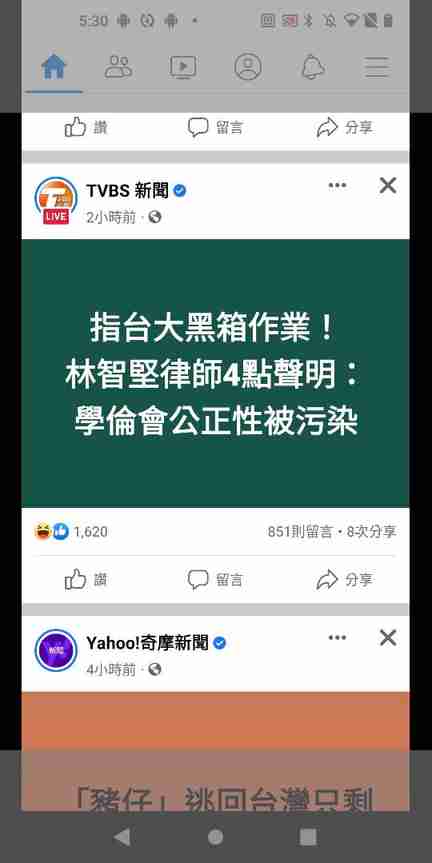 5:30
讚
留言
分享
TVBS 新聞
LIVE
2小時前 ·
指台大黑箱作業！
林智堅律師4點聲明：
學倫會公正性被污染
1,620
851則留言 · 8次分享
讚
留言
分享
Yahoo!奇摩新聞
新聞
4小時前 ·
「豬仔」逃回台灣只剩